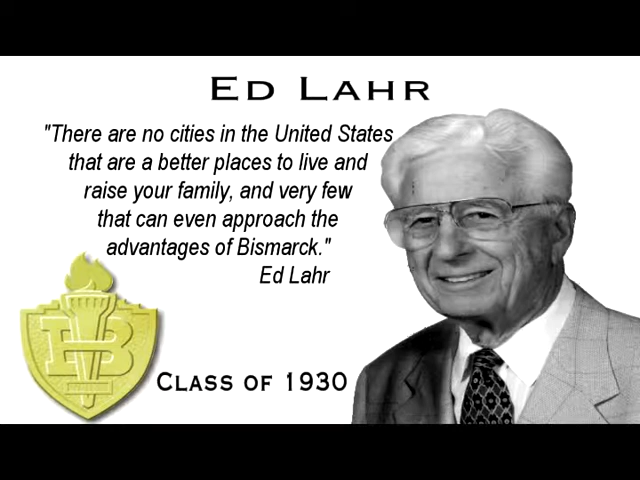 ED LAHR
"There are no cities in the United States
that are a better places to live and
raise your family, and very few
that can even approach the
advantages of Bismarck."
Ed Lahr
HB
CLASS OF 1930